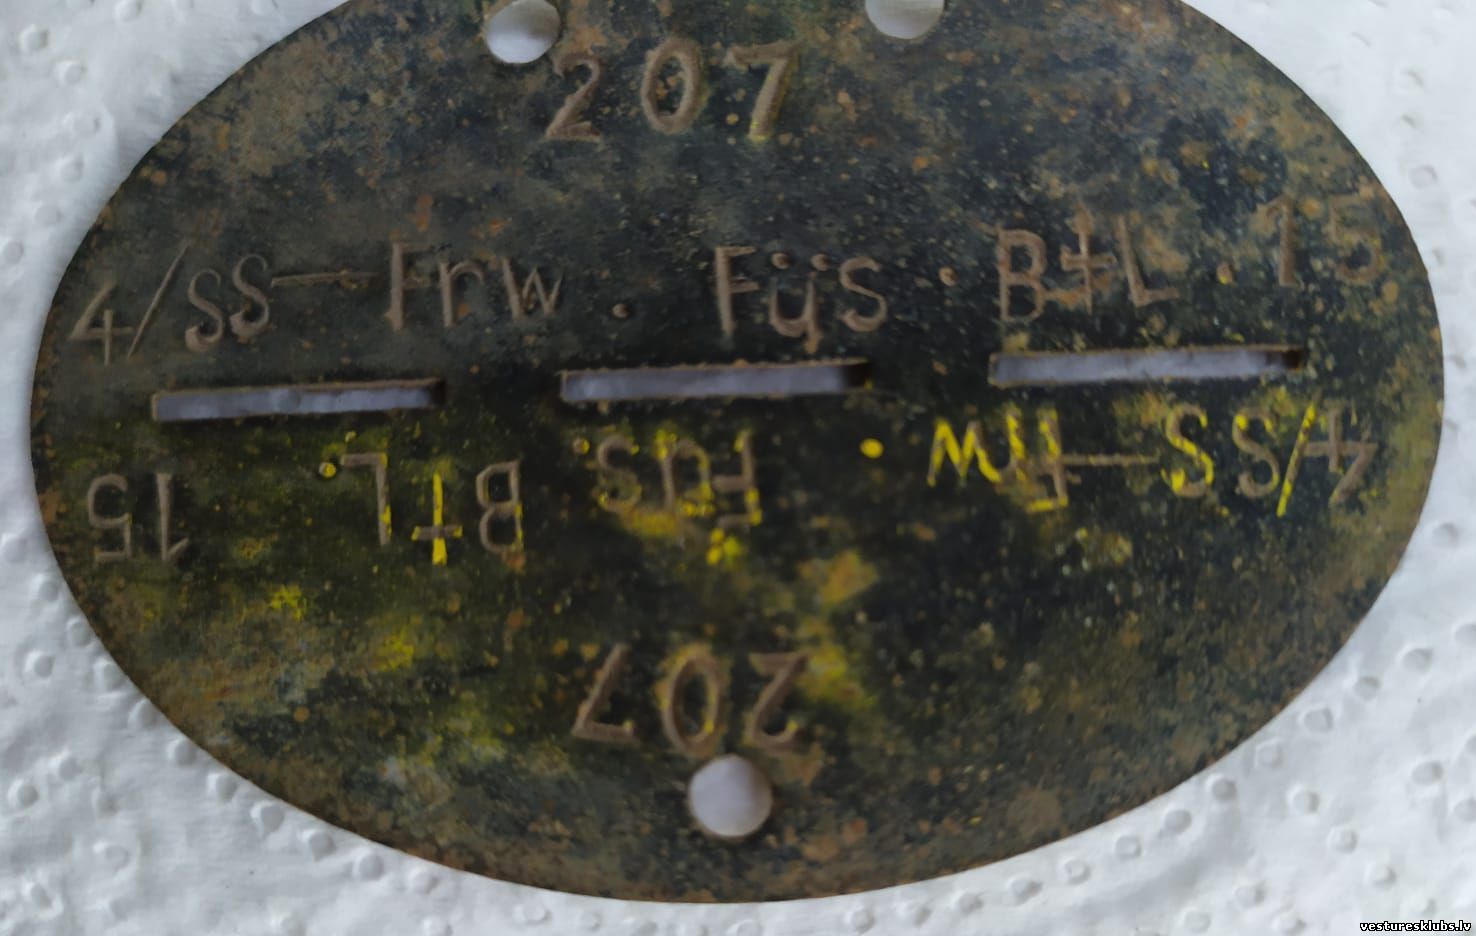 207
4/SS-Frw. Füs. Btl. 15
4/SS-Frw. Füs. Btl. 15
207
vesturesklubs.lv